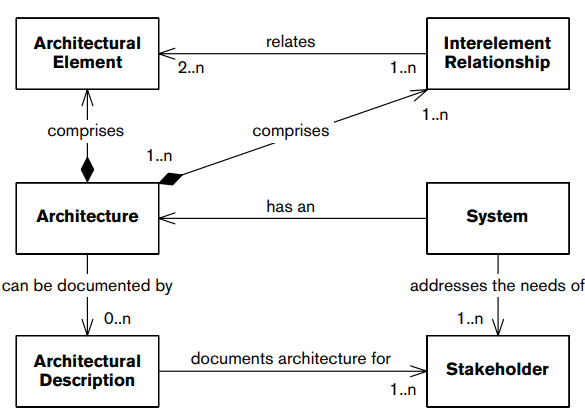 Architectural
Element
relates
2..n
1..n
Interelement
Relationship
comprises
comprises
1..n
1..n
Architecture
has an
System
can be documented by
addresses the needs of
0..n
1..n
Architectural
Description
documents architecture for
1..n
Stakeholder